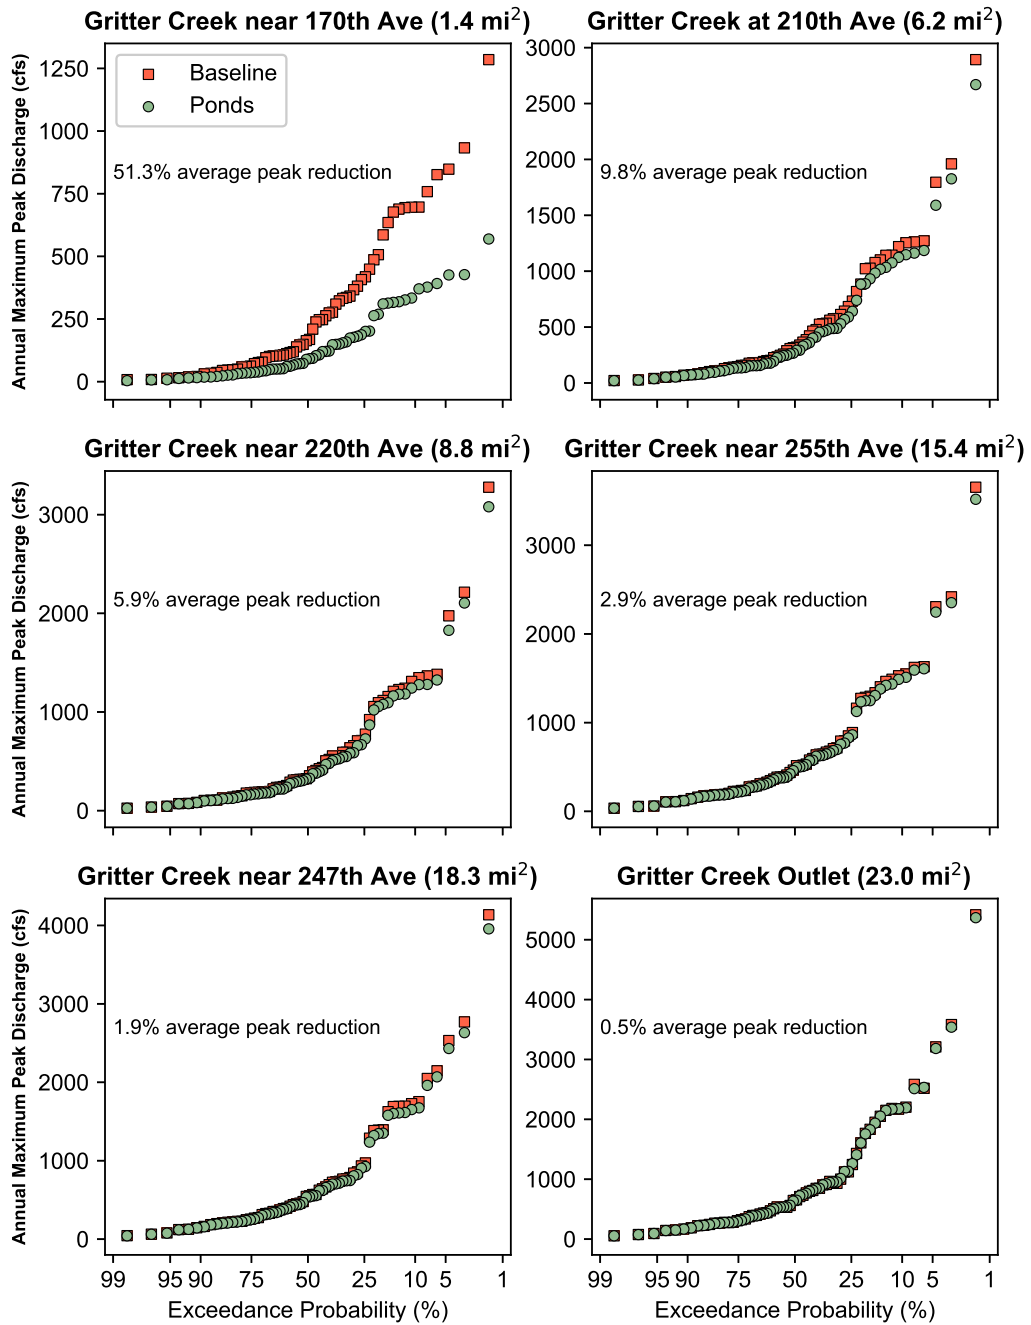 Gritter Creek near 170th Ave (1.4 mi²)
Annual Maximum Peak Discharge (cfs)
1250
1000
750
500
250
0
Baseline
Ponds
51.3% average peak reduction
Gritter Creek at 210th Ave (6.2 mi²)
3000
2500
2000
1500
1000
500
0
9.8% average peak reduction
Gritter Creek near 220th Ave (8.8 mi²)
Annual Maximum Peak Discharge (cfs)
3000
2000
1000
0
5.9% average peak reduction
Gritter Creek near 255th Ave (15.4 mi²)
3000
2000
1000
0
2.9% average peak reduction
Gritter Creek near 247th Ave (18.3 mi²)
Annual Maximum Peak Discharge (cfs)
4000
3000
2000
1000
0
1.9% average peak reduction
99 95 90 75 50 25 10 5 1
Exceedance Probability (%)
Gritter Creek Outlet (23.0 mi²)
5000
4000
3000
2000
1000
0
0.5% average peak reduction
99 95 90 75 50 25 10 5 1
Exceedance Probability (%)